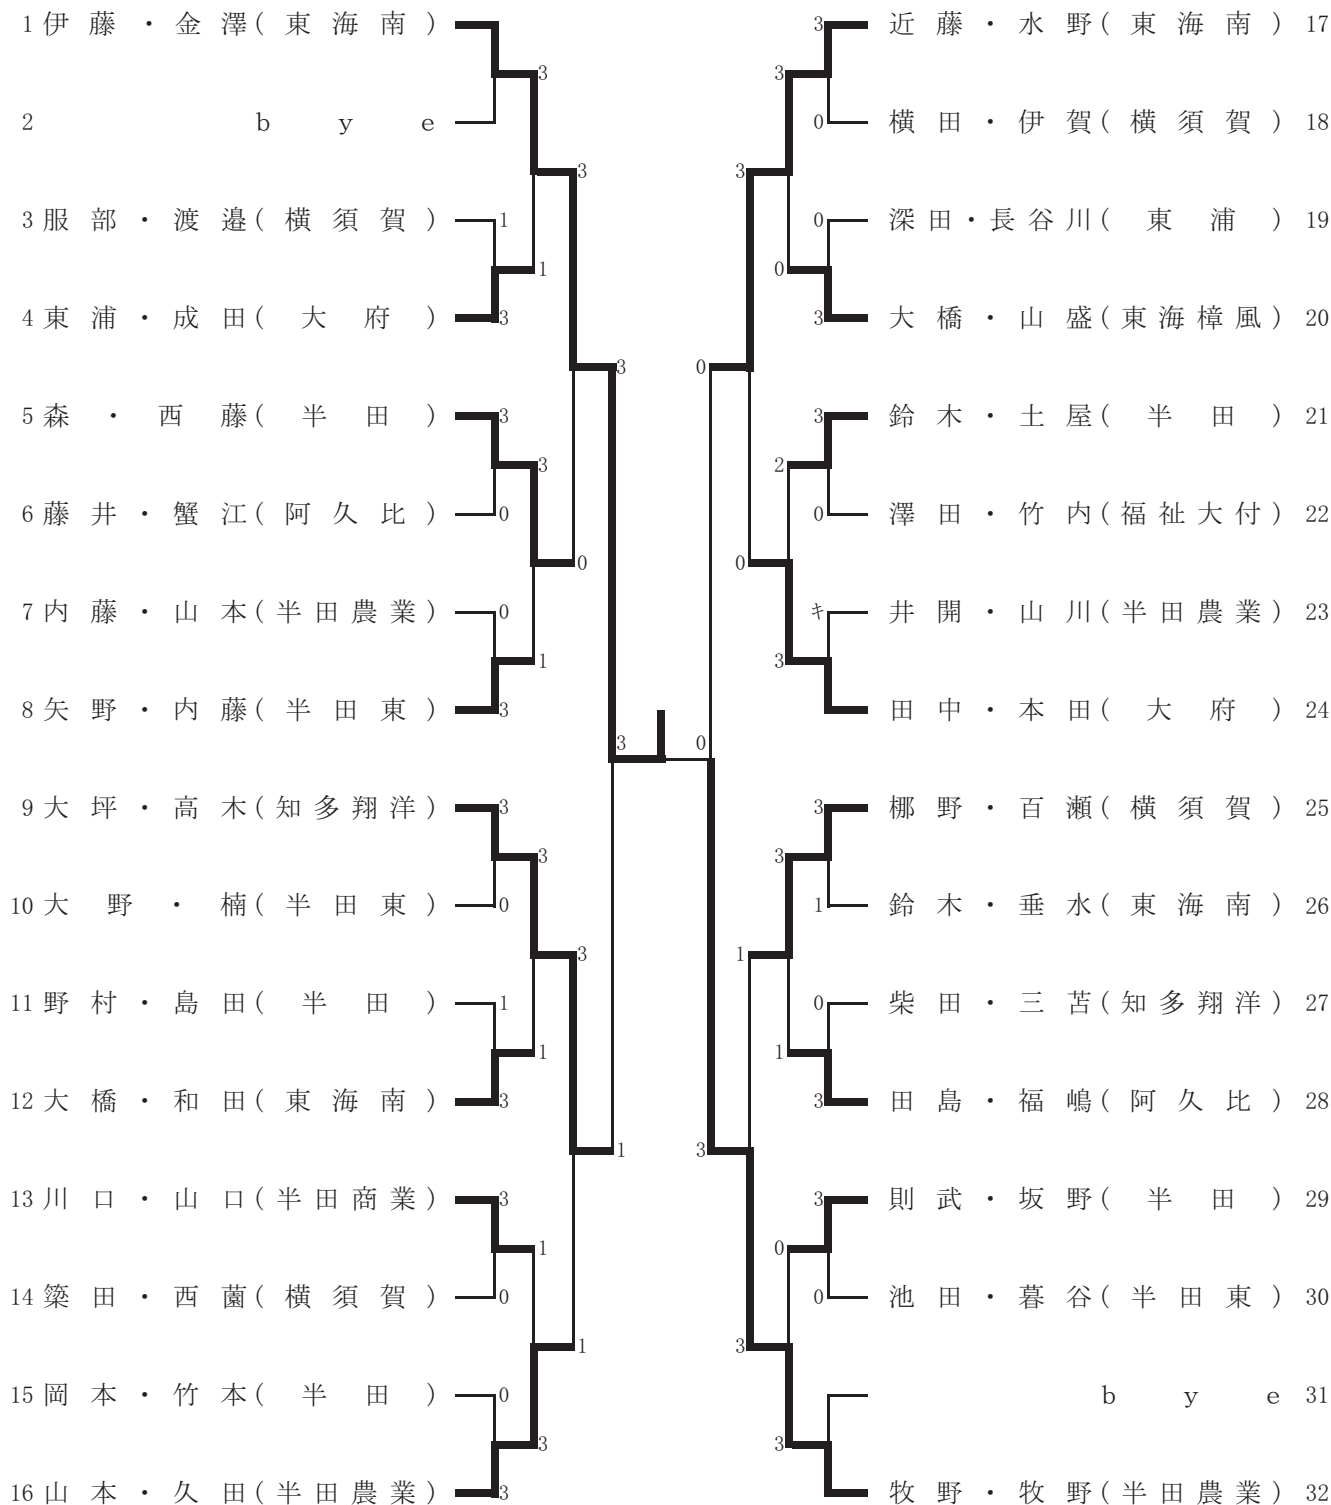 1 伊藤・金澤(東海南) 3 近藤・水野(東海南) 17
3 3
2 bye 0 横田・伊賀(横須賀) 18
3 3
3 服部・渡邉(横須賀) 1 0 深田・長谷川(東浦) 19
1 0
4 東浦・成田(大府) 3 3 大橋・山盛(東海樟風) 20
3 0
5 森・西藤(半田) 3 3 鈴木・土屋(半田) 21
3 2
6 藤井・蟹江(阿久比) 0 0 澤田・竹内(福祉大付) 22
0 0
7 内藤・山本(半田農業) 0 キ 井開・山川(半田農業) 23
1 3
8 矢野・内藤(半田東) 3 田中・本田(大府) 24
3 0
9 大坪・高木(知多翔洋) 3 3 梛野・百瀬(横須賀) 25
3 3
10 大野・楠(半田東) 0 1 鈴木・垂水(東海南) 26
3 1
11 野村・島田(半田) 1 0 柴田・三苫(知多翔洋) 27
1 1
12 大橋・和田(東海南) 3 3 田島・福嶋(阿久比) 28
1 3
13 川口・山口(半田商業) 3 3 則武・坂野(半田) 29
1 0
14 簗田・西薗(横須賀) 0 0 池田・暮谷(半田東) 30
1 3
15 岡本・竹本(半田) 0 bye 31
3 3
16 山本・久田(半田農業) 3 牧野・牧野(半田農業) 32